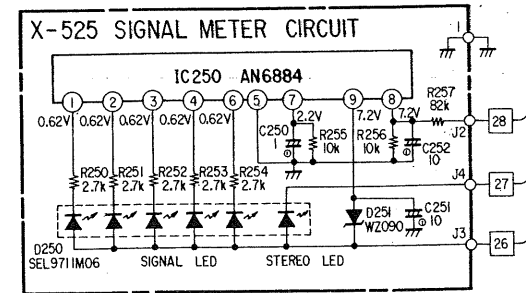 X-525 SIGNAL METER CIRCUIT
1
IC250 AN6884
1 2 3 4 6 5 7 9 8
0.62V 0.62V 0.62V 0.62V 0.62V 2.2V 7.2V 7.2V
R257
82k
28
J2
C250
1
R255
10k
R256
10k
C252
10
R250
2.7k
R251
2.7k
R252
2.7k
R253
2.7k
R254
2.7k
J4
27
D251
WZ090
C251
10
J3
26
D250
SEL9711M06
SIGNAL LED
STEREO LED